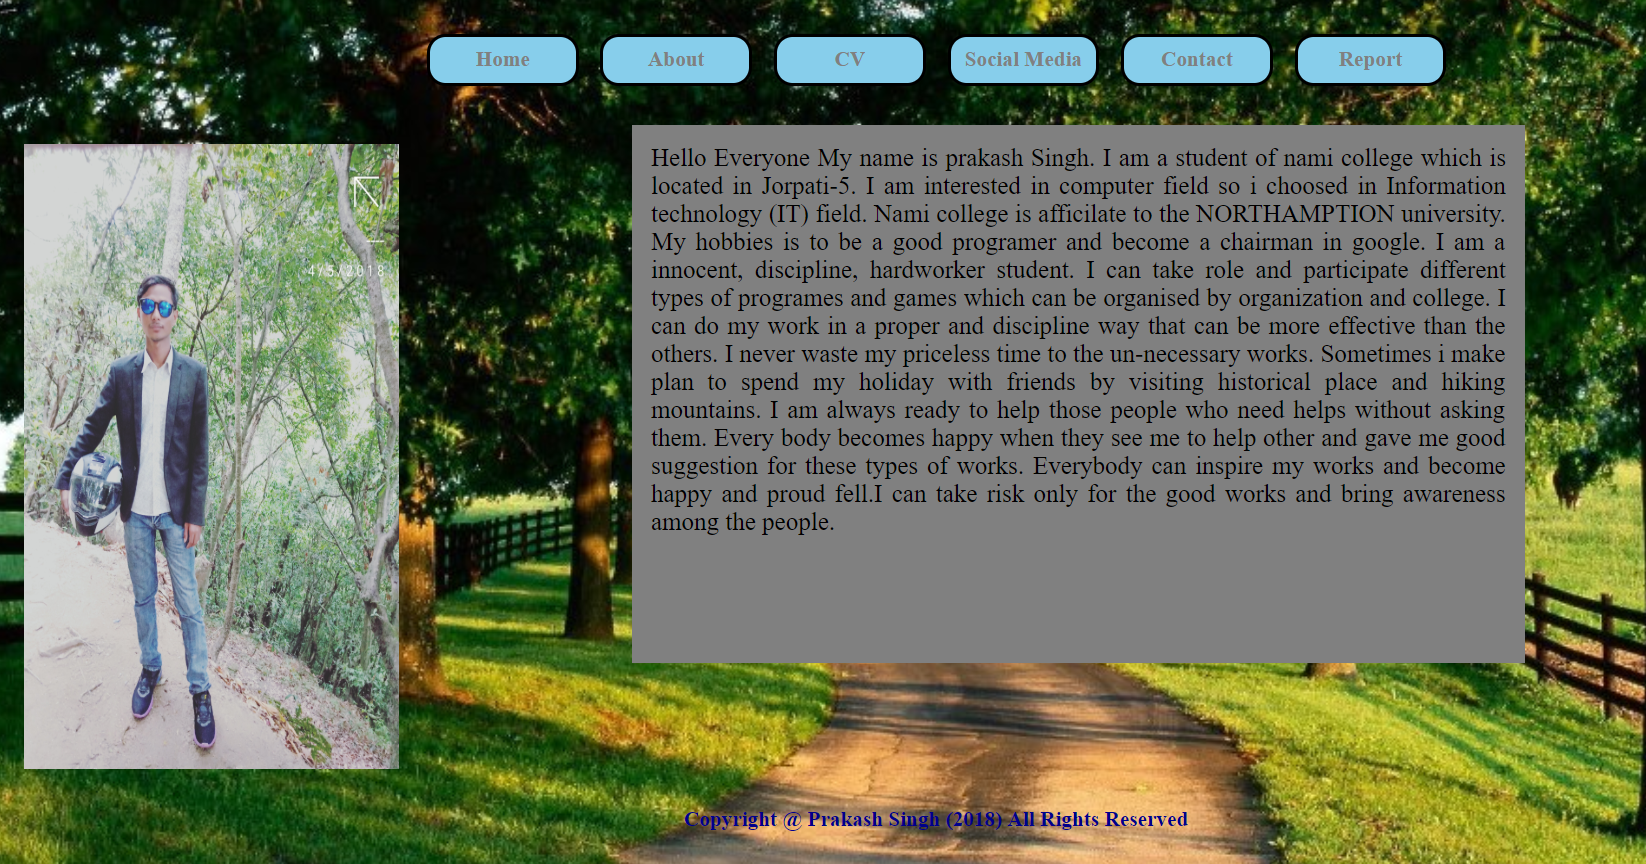 Home About CV Social Media Contact Report
4/5/2018
Hello Everyone My name is prakash Singh. I am a student of nami college which is
located in Jorpati-5. I am interested in computer field so i choosed in Information
technology (IT) field. Nami college is afficilate to the NORTHAMPTION university.
My hobbies is to be a good programer and become a chairman in google. I am a
innocent, discipline, hardworker student. I can take role and participate different
types of programes and games which can be organised by organization and college. I
can do my work in a proper and discipline way that can be more effective than the
others. I never waste my priceless time to the un-necessary works. Sometimes i make
plan to spend my holiday with friends by visiting historical place and hiking
mountains. I am always ready to help those people who need helps without asking
them. Every body becomes happy when they see me to help other and gave me good
suggestion for these types of works. Everybody can inspire my works and become
happy and proud fell.I can take risk only for the good works and bring awareness
among the people.
Copyright @ Prakash Singh (2018) All Rights Reserved